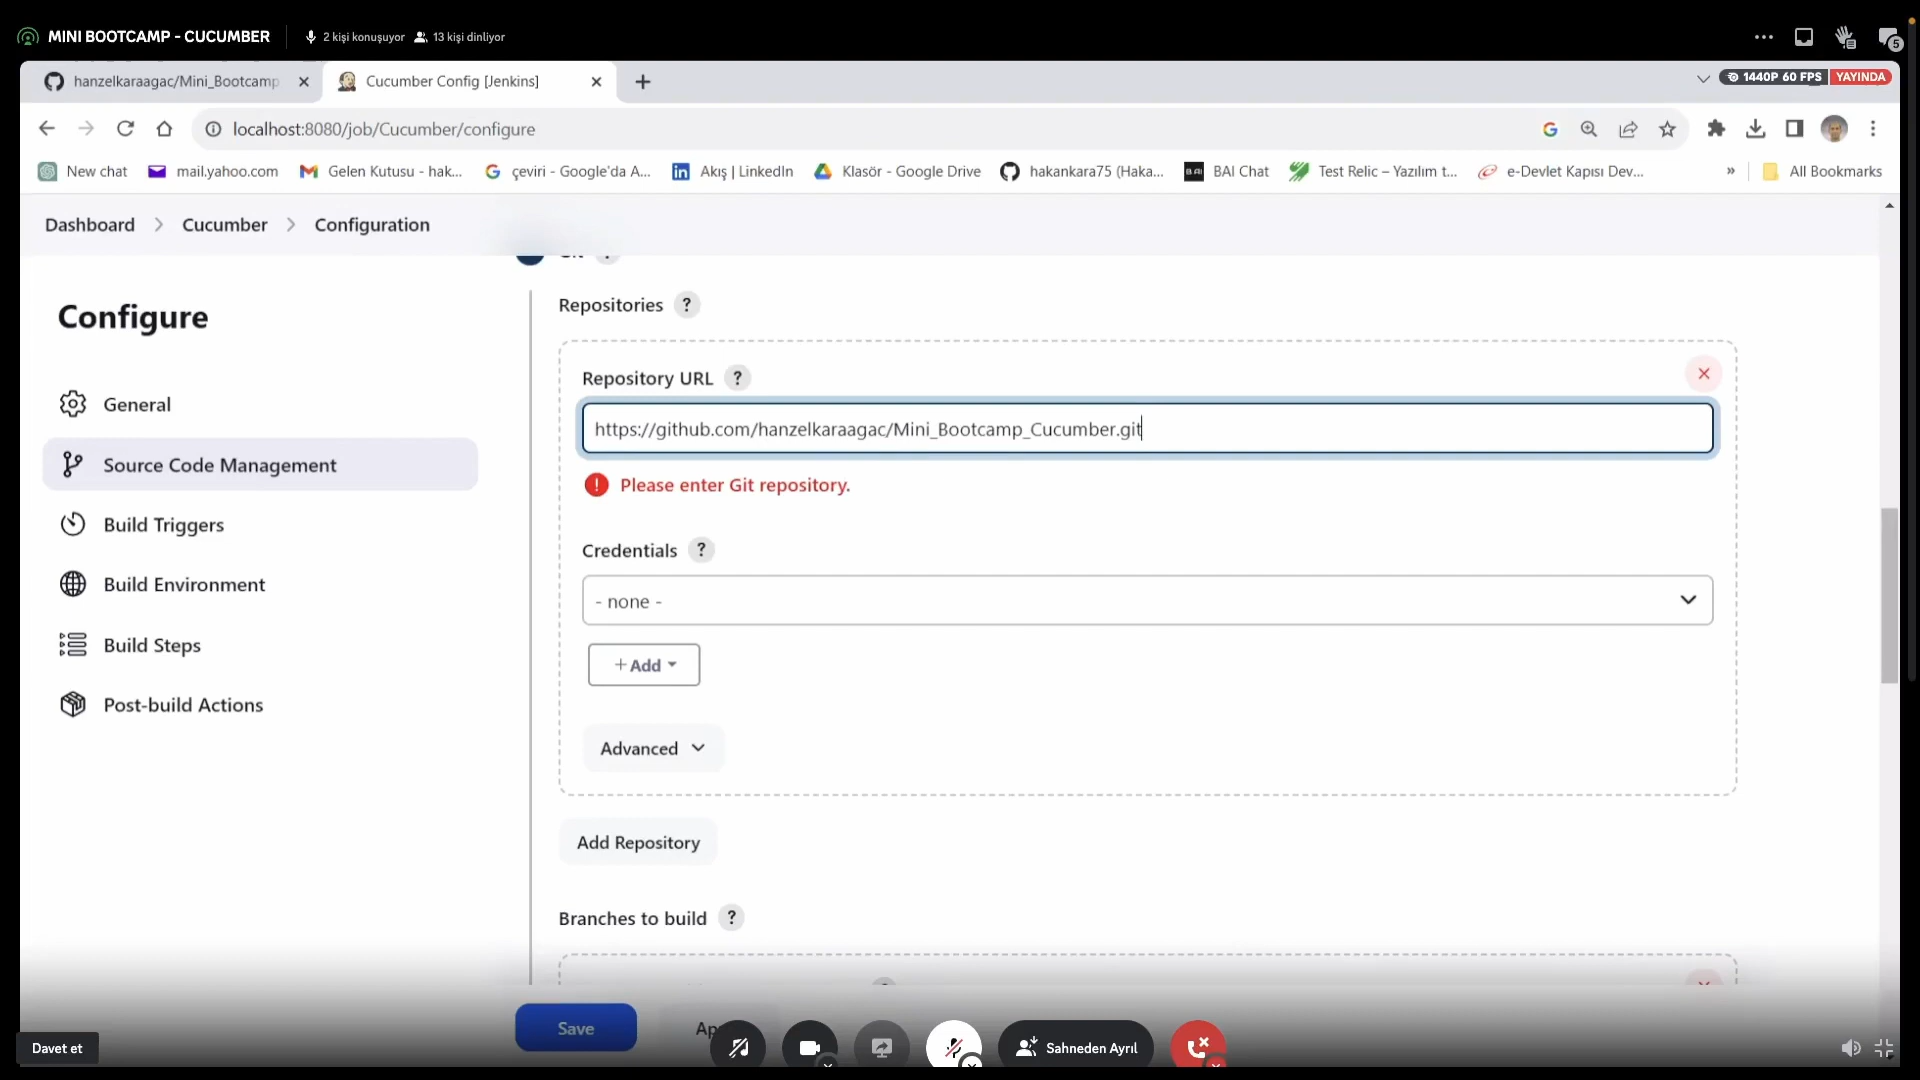 MINI BOOTCAMP - CUCUMBER
2 kişi konuşuyor
13 kişi dinliyor
5
hanzelkaraagac/Mini_Bootcamp
Cucumber Config [Jenkins]
1440P 60 FPS
YAYINDA
localhost:8080/job/Cucumber/configure
New chat
mail.yahoo.com
Gelen Kutusu - hak...
çeviri - Google'da A...
Akış | LinkedIn
Klasör - Google Drive
hakankara75 (Haka...
BAI Chat
Test Relic – Yazılım t...
e-Devlet Kapısı Dev...
»
All Bookmarks
Dashboard > Cucumber > Configuration
Configure
General
Source Code Management
Build Triggers
Build Environment
Build Steps
Post-build Actions
Repositories ?
Repository URL ?
https://github.com/hanzelkaraagac/Mini_Bootcamp_Cucumber.git
Please enter Git repository.
Credentials ?
- none -
+ Add
Advanced
Add Repository
Branches to build ?
Save
Davet et
Sahneden Ayrıl